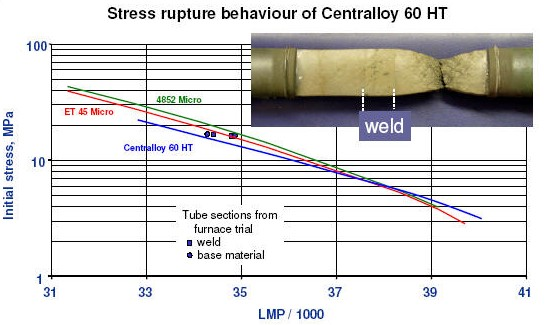 Stress rupture behaviour of Centralloy 60 HT
100
4852 Micro
ET 45 Micro
weld
Centralloy 60 HT
Initial stress, MPa
10
Tube sections from
furnace trial
weld
base material
1
31
33
35
37
39
41
LMP / 1000